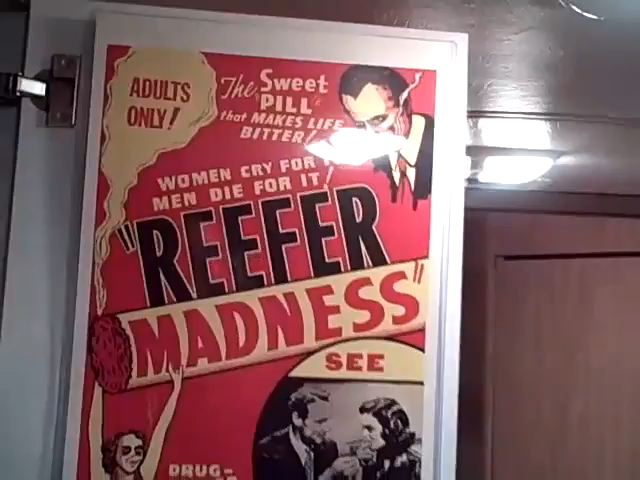 ADULTS
ONLY!
The Sweet
"PILL"
that MAKES LIFE
BITTER!
WOMEN CRY FOR
MEN DIE FOR IT!
"REEFER
MADNESS"
SEE
DRUG-